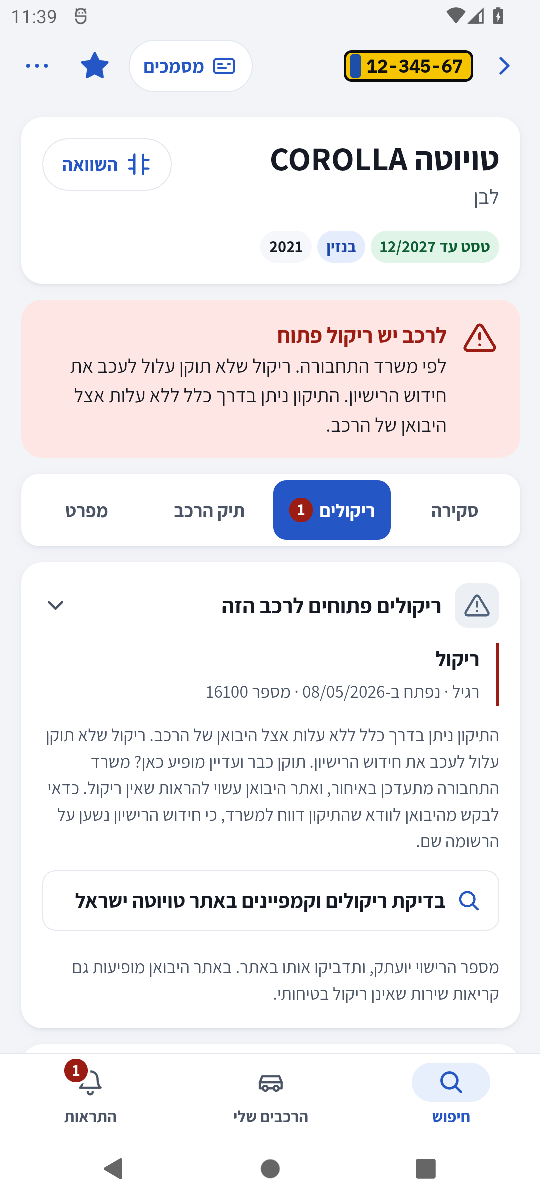 11:39
12-345-67
מסמכים
טויוטה COROLLA
השוואה
לבן
טסט עד 12/2027
בנזין
2021
לרכב יש ריקול פתוח
לפי משרד התחבורה. ריקול שלא תוקן עלול לעכב את
חידוש הרישיון. התיקון ניתן בדרך כלל ללא עלות אצל
היבואן של הרכב.
סקירה
ריקולים 1
תיק הרכב
מפרט
ריקולים פתוחים לרכב הזה
ריקול
רגיל · נפתח ב-08/05/2026 · מספר 16100
התיקון ניתן בדרך כלל ללא עלות אצל היבואן של הרכב. ריקול שלא תוקן
עלול לעכב את חידוש הרישיון. תוקן כבר ועדיין מופיע כאן? משרד
התחבורה מתעדכן באיחור, ואתר היבואן עשוי להראות שאין ריקול. כדאי
לבקש מהיבואן לוודא שהתיקון דווח למשרד, כי חידוש הרישיון נשען על
הרשומה שם.
בדיקת ריקולים וקמפיינים באתר טויוטה ישראל
מספר הרישוי יועתק, ותדביקו אותו באתר. באתר היבואן מופיעות גם
קריאות שירות שאינן ריקול בטיחותי.
חיפוש
הרכבים שלי
1
התראות